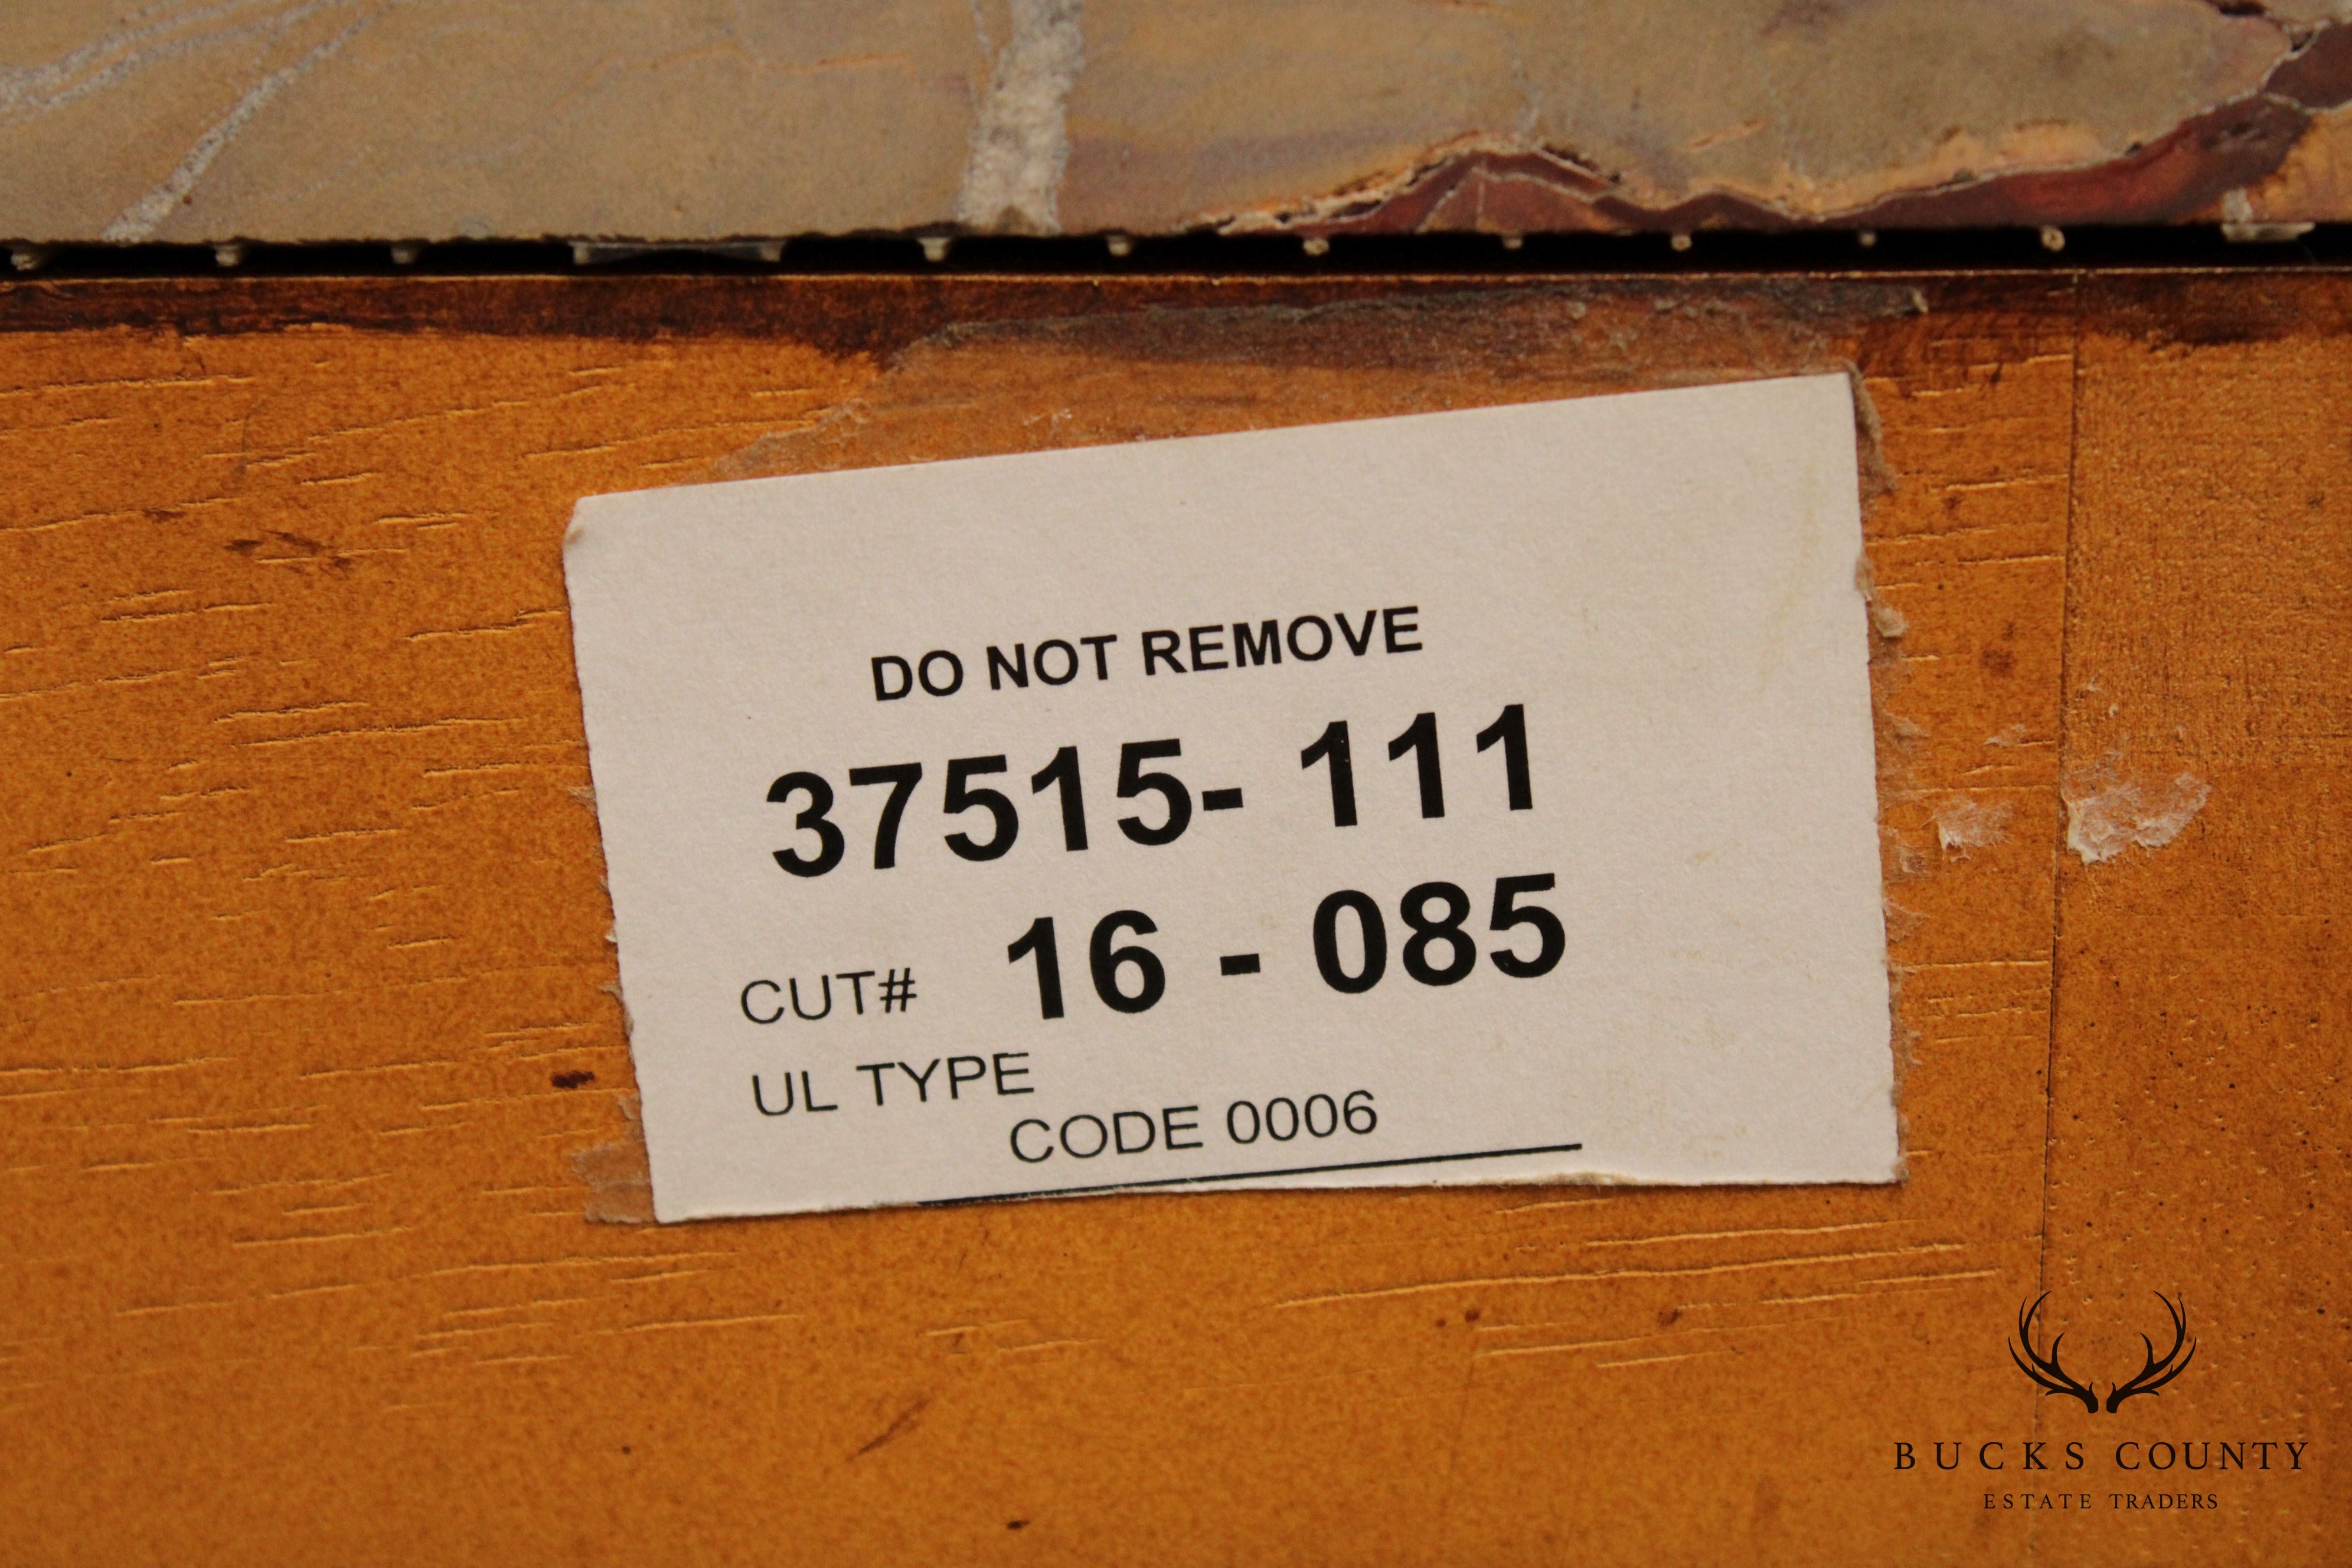 DO NOT REMOVE
37515- 111
CUT# 16 - 085
UL TYPE
CODE 0006
BUCKS COUNTY
ESTATE TRADERS